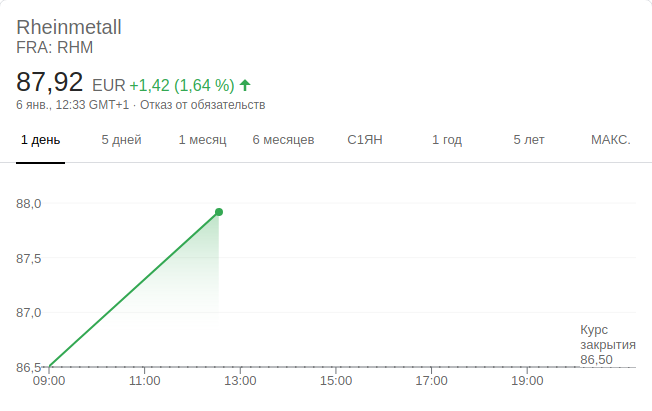 Rheinmetall
FRA: RHM
87,92 EUR +1,42 (1,64 %)
6 янв., 12:33 GMT+1 · Отказ от обязательств
1 день 5 дней 1 месяц 6 месяцев С1ЯН 1 год 5 лет МАКС.
88,0
87,5
87,0
Курс
закрытия
86,50
86,5
09:00 11:00 13:00 15:00 17:00 19:00